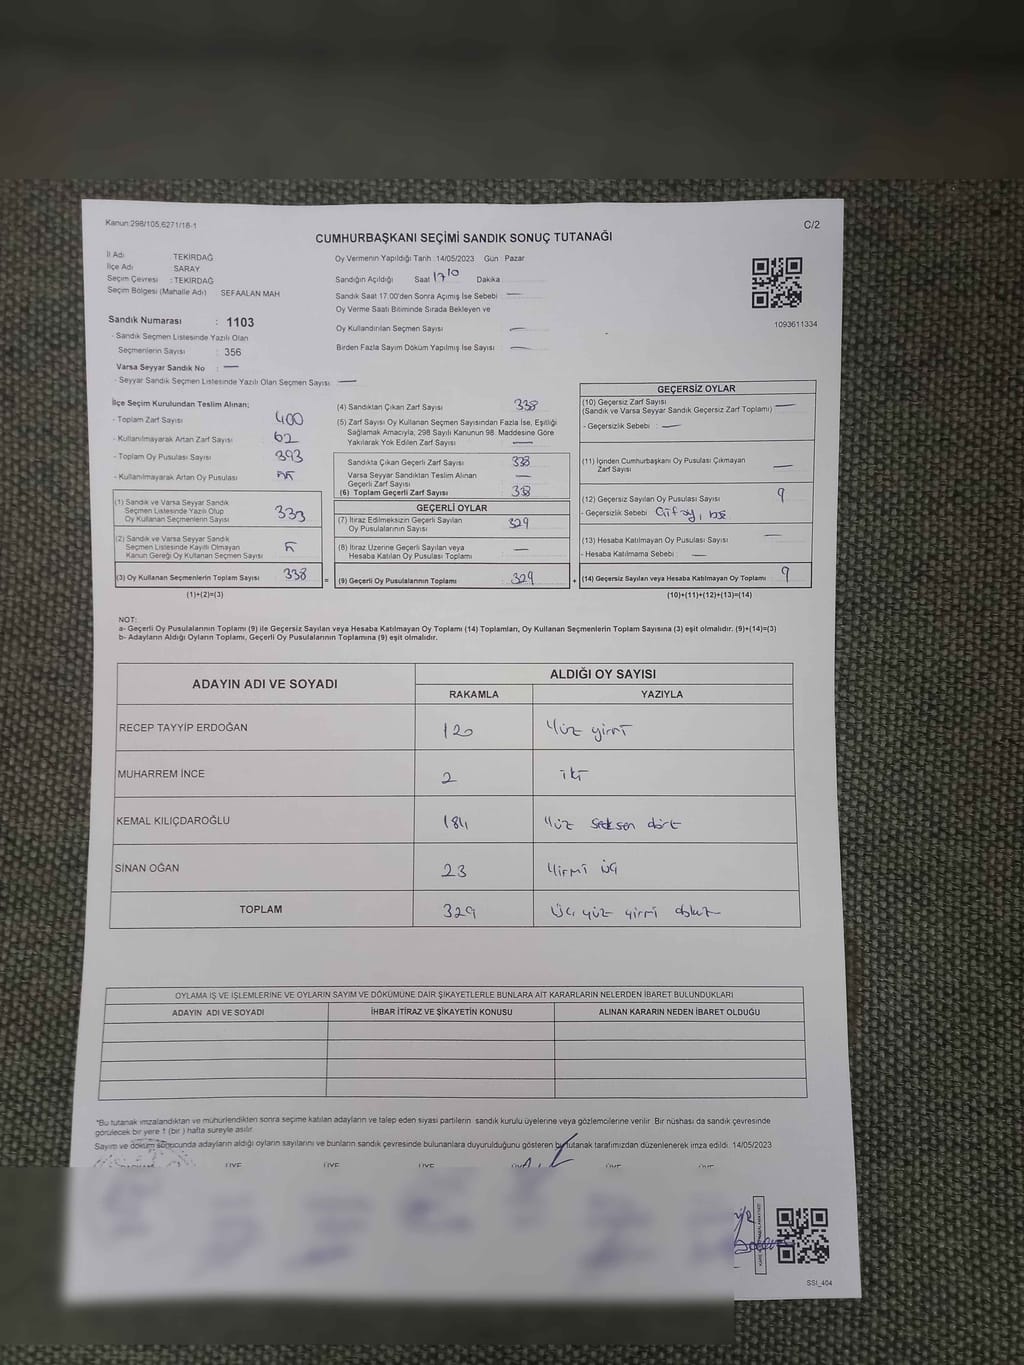 Kanun:298/105,6271/16-1
C/2
CUMHURBAŞKANI SEÇİMİ SANDIK SONUÇ TUTANAĞI
İl Adı TEKİRDAĞ
İlçe Adı SARAY
Seçim Çevresi : TEKİRDAĞ
Seçim Bölgesi (Mahalle Adı) : SEFAALAN MAH
Sandık Numarası : 1103
- Sandık Seçmen Listesinde Yazılı Olan
Seçmenlerin Sayısı : 356
Varsa Seyyar Sandık No : —
- Seyyar Sandık Seçmen Listesinde Yazılı Olan Seçmen Sayısı : —
Oy Vermenin Yapıldığı Tarih : 14/05/2023 Gün : Pazar
Sandığın Açıldığı Saat 17 10 Dakika
Sandık Saat 17.00'den Sonra Açımış İse Sebebi —
Oy Verme Saati Bitiminde Sırada Bekleyen ve
Oy Kullandırılan Seçmen Sayısı —
Birden Fazla Sayım Döküm Yapılmış İse Sayısı —
1093611334
İlçe Seçim Kurulundan Teslim Alınan;
- Toplam Zarf Sayısı 400
- Kullanılmayarak Artan Zarf Sayısı 62
- Toplam Oy Pusulası Sayısı 393
- Kullanılmayarak Artan Oy Pusulası
(1) Sandık ve Varsa Seyyar Sandık
Seçmen Listesinde Yazılı Olup
Oy Kullanan Seçmenlerin Sayısı 333
(2) Sandık ve Varsa Seyyar Sandık
Seçmen Listesinde Kayıtlı Olmayan
Kanun Gereği Oy Kullanan Seçmen Sayısı
(3) Oy Kullanan Seçmenlerin Toplam Sayısı 338
(1)+(2)=(3)
(4) Sandıktan Çıkan Zarf Sayısı 338
(5) Zarf Sayısı Oy Kullanan Seçmen Sayısından Fazla İse, Eşitliği
Sağlamak Amacıyla, 298 Sayılı Kanunun 98. Maddesine Göre
Yakılarak Yok Edilen Zarf Sayısı —
Sandıkta Çıkan Geçerli Zarf Sayısı 338
Varsa Seyyar Sandıktan Teslim Alınan
Geçerli Zarf Sayısı —
(6) Toplam Geçerli Zarf Sayısı 338
GEÇERLİ OYLAR
(7) İtiraz Edilmeksizin Geçerli Sayılan
Oy Pusulalarının Sayısı 329
(8) İtiraz Üzerine Geçerli Sayılan veya
Hesaba Katılan Oy Pusulası Toplamı —
= (9) Geçerli Oy Pusulalarının Toplamı 329
GEÇERSİZ OYLAR
(10) Geçersiz Zarf Sayısı
(Sandık ve Varsa Seyyar Sandık Geçersiz Zarf Toplamı) —
- Geçersizlik Sebebi : —
(11) İçinden Cumhurbaşkanı Oy Pusulası Çıkmayan
Zarf Sayısı —
(12) Geçersiz Sayılan Oy Pusulası Sayısı 9
- Geçersizlik Sebebi Çift oy, boş
(13) Hesaba Katılmayan Oy Pusulası Sayısı —
- Hesaba Katılmama Sebebi : —
+ (14) Geçersiz Sayılan veya Hesaba Katılmayan Oy Toplamı 9
(10)+(11)+(12)+(13)=(14)
NOT:
a- Geçerli Oy Pusulalarının Toplamı (9) ile Geçersiz Sayılan veya Hesaba Katılmayan Oy Toplamı (14) Toplamları, Oy Kullanan Seçmenlerin Toplam Sayısına (3) eşit olmalıdır. (9)+(14)=(3)
b- Adayların Aldığı Oyların Toplamı, Geçerli Oy Pusulalarının Toplamına (9) eşit olmalıdır.
ADAYIN ADI VE SOYADI ALDIĞI OY SAYISI
RAKAMLA YAZIYLA
RECEP TAYYİP ERDOĞAN 120 Yüz yirmi
MUHARREM İNCE 2 iki
KEMAL KILIÇDAROĞLU 184 Yüz seksen dört
SİNAN OĞAN 23 Yirmi üç
TOPLAM 329 Üç yüz yirmi dokuz
OYLAMA İŞ VE İŞLEMLERİNE VE OYLARIN SAYIM VE DÖKÜMÜNE DAİR ŞİKAYETLERLE BUNLARA AİT KARARLARIN NELERDEN İBARET BULUNDUKLARI
ADAYIN ADI VE SOYADI İHBAR İTİRAZ VE ŞİKAYETİN KONUSU ALINAN KARARIN NEDEN İBARET OLDUĞU
*Bu tutanak imzalandıktan ve mühürlendikten sonra seçime katılan adayların ve talep eden siyasi partilerin sandık kurulu üyelerine veya gözlemcilerine verilir. Bir nüshası da sandık çevresinde
görülecek bir yere 1 (bir ) hafta süreyle asılır.
Sayım ve döküm sonucunda adayların aldığı oyların sayılarını ve bunların sandık çevresinde bulunanlara duyurulduğunu gösteren bu tutanak tarafımızdan düzenlenerek imza edildi. 14/05/2023
ÜYE ÜYE ÜYE ÜYE ÜYE ÜYE
SSI_404